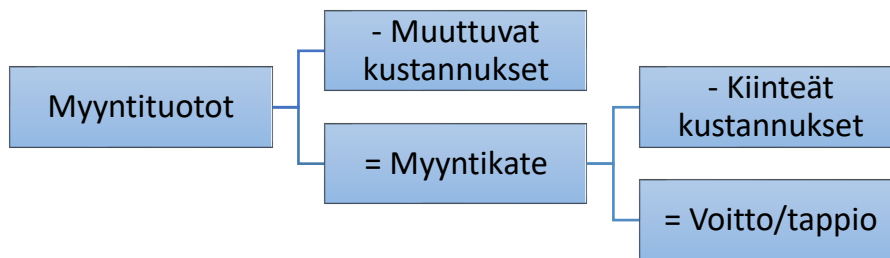 Myyntituotot
- Muuttuvat
kustannukset
= Myyntikate
- Kiinteät
kustannukset
= Voitto/tappio